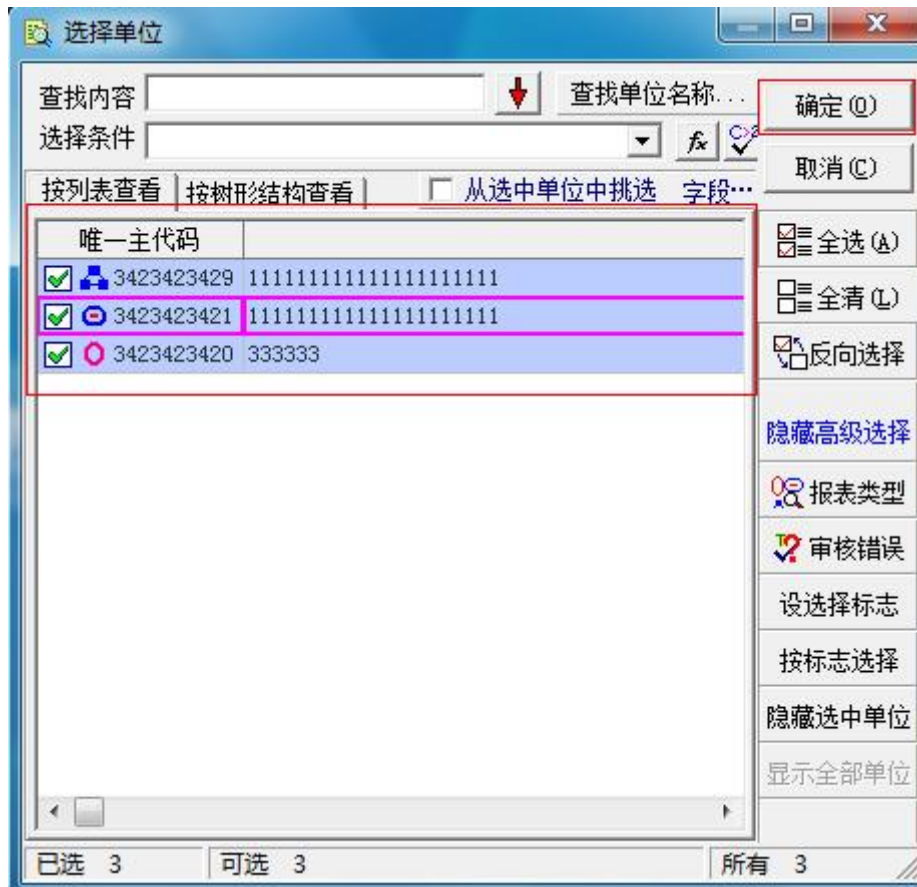 选择单位
查找内容
查找单位名称...
确定(O)
选择条件
fx
取消(C)
按列表查看
按树形结构查看
从选中单位中挑选
字段…
唯一主代码
3423423429 1111111111111111111111
3423423421 1111111111111111111111
3423423420 333333
全选(A)
全清(L)
反向选择
隐藏高级选择
报表类型
审核错误
设选择标志
按标志选择
隐藏选中单位
显示全部单位
已选 3
可选 3
所有 3